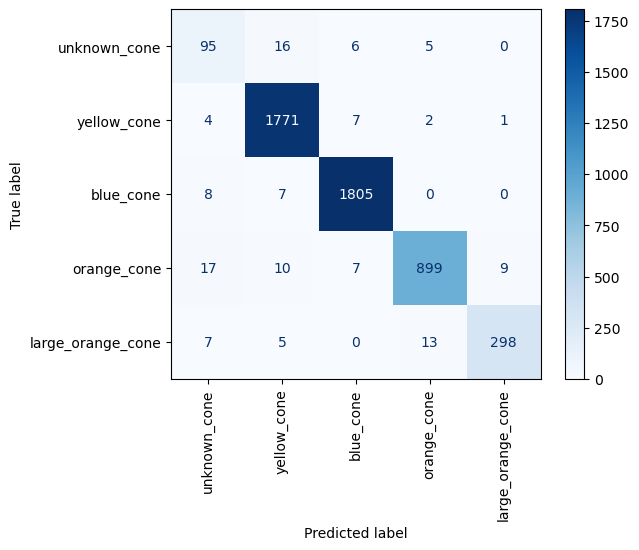 True label
unknown_cone 95 16 6 5 0
yellow_cone 4 1771 7 2 1
blue_cone 8 7 1805 0 0
orange_cone 17 10 7 899 9
large_orange_cone 7 5 0 13 298
unknown_cone
yellow_cone
blue_cone
orange_cone
large_orange_cone
Predicted label
1750
1500
1250
1000
750
500
250
0